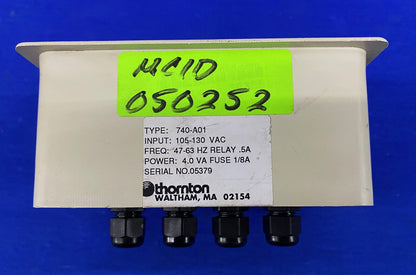 MCID
050252
TYPE: 740-A01
INPUT: 105-130 VAC
FREQ: 47-63 HZ RELAY .5A
POWER: 4.0 VA FUSE 1/8A
SERIAL NO.05379
thornton
WALTHAM, MA 02154